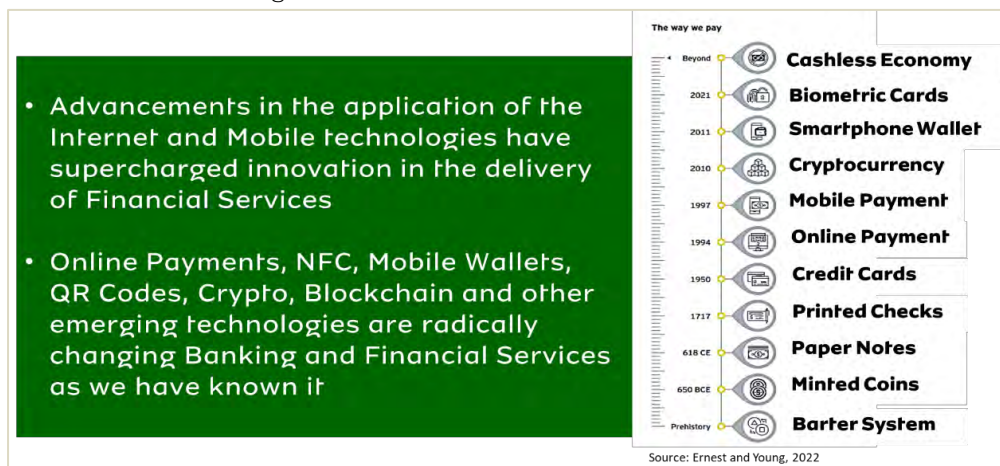 • Advancements in the application of the
Internet and Mobile technologies have
supercharged innovation in the delivery
of Financial Services
• Online Payments, NFC, Mobile Wallets,
QR Codes, Crypto, Blockchain and other
emerging technologies are radically
changing Banking and Financial Services
as we have known it
The way we pay
Beyond Cashless Economy
2021 Biometric Cards
2011 Smartphone Wallet
2010 Cryptocurrency
1997 Mobile Payment
1994 Online Payment
1950 Credit Cards
1717 Printed Checks
618 CE Paper Notes
650 BCE Minted Coins
Prehistory Barter System
Source: Ernest and Young, 2022